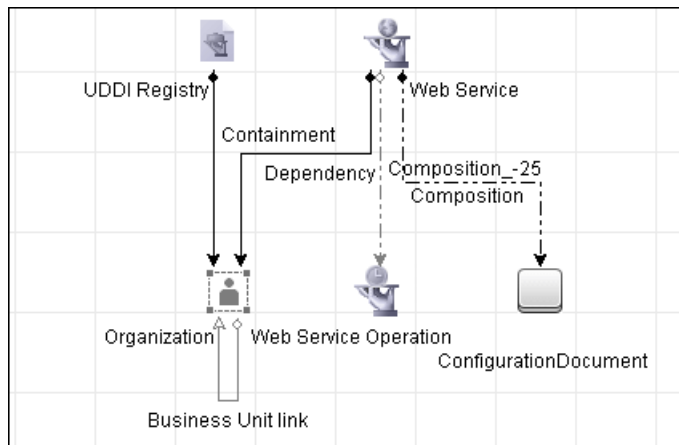 UDDI Registry
Web Service
Containment
Dependency
Composition_-25
Composition
Organization
Web Service Operation
ConfigurationDocument
Business Unit link